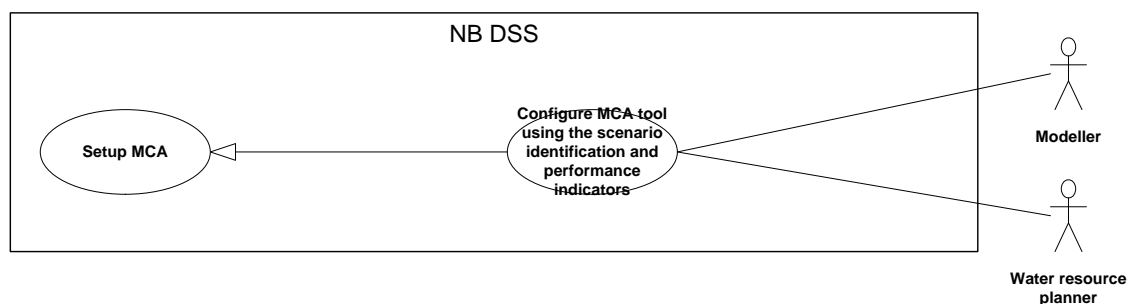 NB DSS
Setup MCA
Configure MCA tool
using the scenario
identification and
performance
indicators
Modeller
Water resource
planner